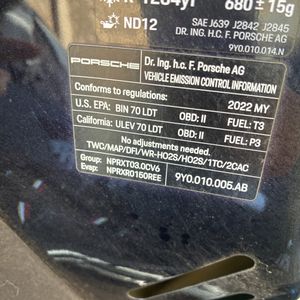 ND12
680 ± 15g
SAE J639 J2842 J2845
DR. ING. H.C. F. PORSCHE AG
9Y0.010.014.N
PORSCHE
Dr. Ing. h.c. F. Porsche AG
VEHICLE EMISSION CONTROL INFORMATION
Conforms to regulations:
2022 MY
U.S. EPA: BIN 70 LDT OBD: II FUEL: T3
California: ULEV 70 LDT OBD: II FUEL: P3
No adjustments needed.
TWC/MAP/DFI/WR-HO2S/HO2S/1TC/2CAC
Group: NPRXT03.0CV6
Evap: NPRXR0150REE
9Y0.010.005.AB